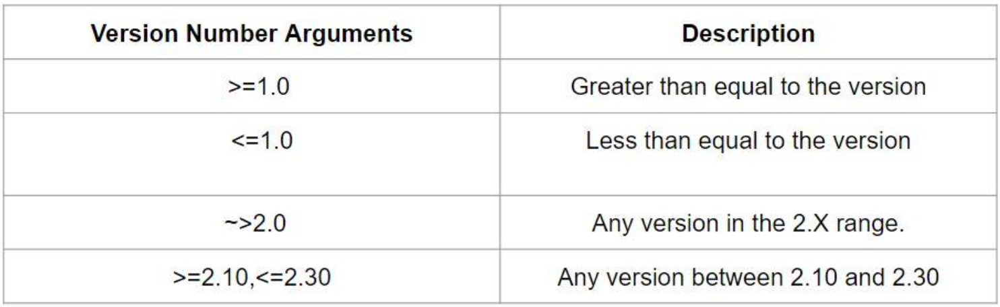 Version Number Arguments Description
>=1.0 Greater than equal to the version
<=1.0 Less than equal to the version
~>2.0 Any version in the 2.X range.
>=2.10,<=2.30 Any version between 2.10 and 2.30